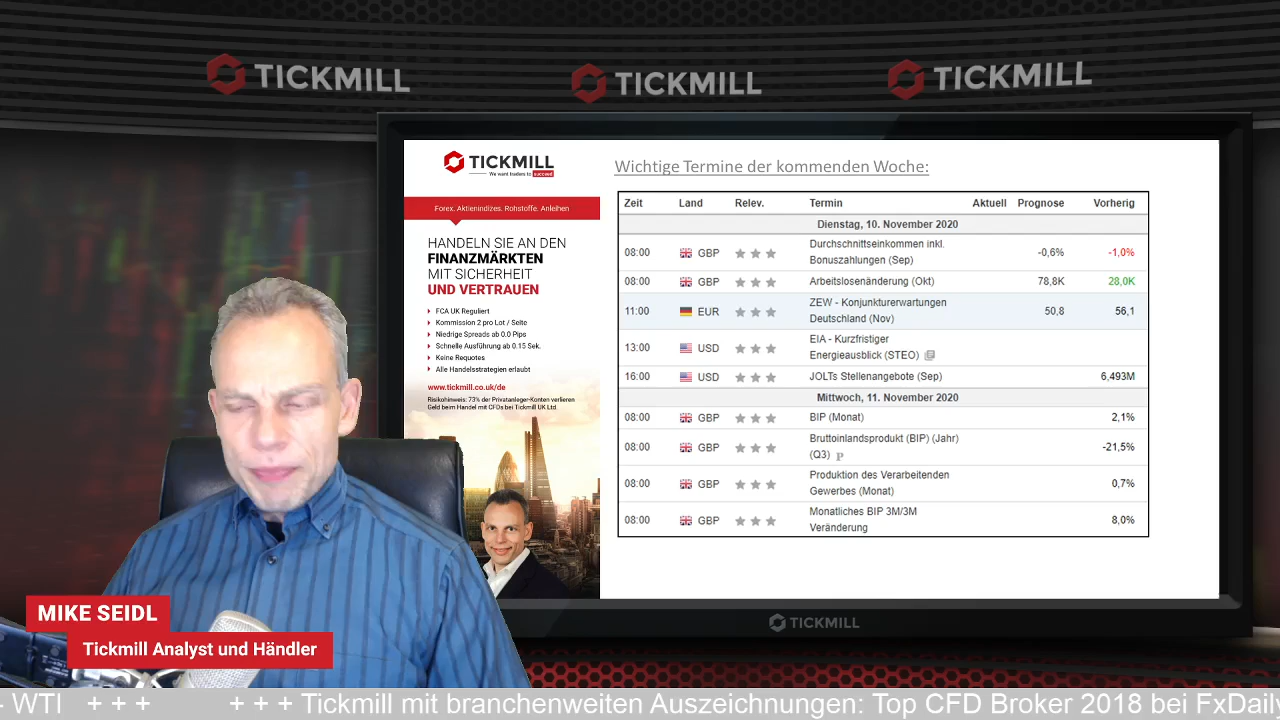 TICKMILL
TICKMILL
TICKMILL
TICKMILL
We want traders to succeed
Forex. Aktienindizes. Rohstoffe. Anleihen
HANDELN SIE AN DEN
FINANZMÄRKTEN
MIT SICHERHEIT
UND VERTRAUEN
FCA UK Reguliert
Kommission 2 pro Lot / Seite
Niedrige Spreads ab 0.0 Pips
Schnelle Ausführung ab 0.15 Sek.
Keine Requotes
Alle Handelsstrategien erlaubt
www.tickmill.co.uk/de
Risikohinweis: 73% der Privatanleger-Konten verlieren
Geld beim Handel mit CFDs bei Tickmill UK Ltd.
Wichtige Termine der kommenden Woche:
Zeit Land Relev. Termin Aktuell Prognose Vorherig
Dienstag, 10. November 2020
08:00 GBP Durchschnittseinkommen inkl. -0,6% -1,0%
Bonuszahlungen (Sep)
08:00 GBP Arbeitslosenänderung (Okt) 78,8K 28,0K
11:00 EUR ZEW - Konjunkturerwartungen 50,8 56,1
Deutschland (Nov)
13:00 USD EIA - Kurzfristiger
Energieausblick (STEO)
16:00 USD JOLTs Stellenangebote (Sep) 6,493M
Mittwoch, 11. November 2020
08:00 GBP BIP (Monat) 2,1%
08:00 GBP Bruttoinlandsprodukt (BIP) (Jahr) -21,5%
(Q3) P
08:00 GBP Produktion des Verarbeitenden 0,7%
Gewerbes (Monat)
08:00 GBP Monatliches BIP 3M/3M 8,0%
Veränderung
TICKMILL
MIKE SEIDL
Tickmill Analyst und Händler
- WTI +++ +++ Tickmill mit branchenweiten Auszeichnungen: Top CFD Broker 2018 bei FxDaily